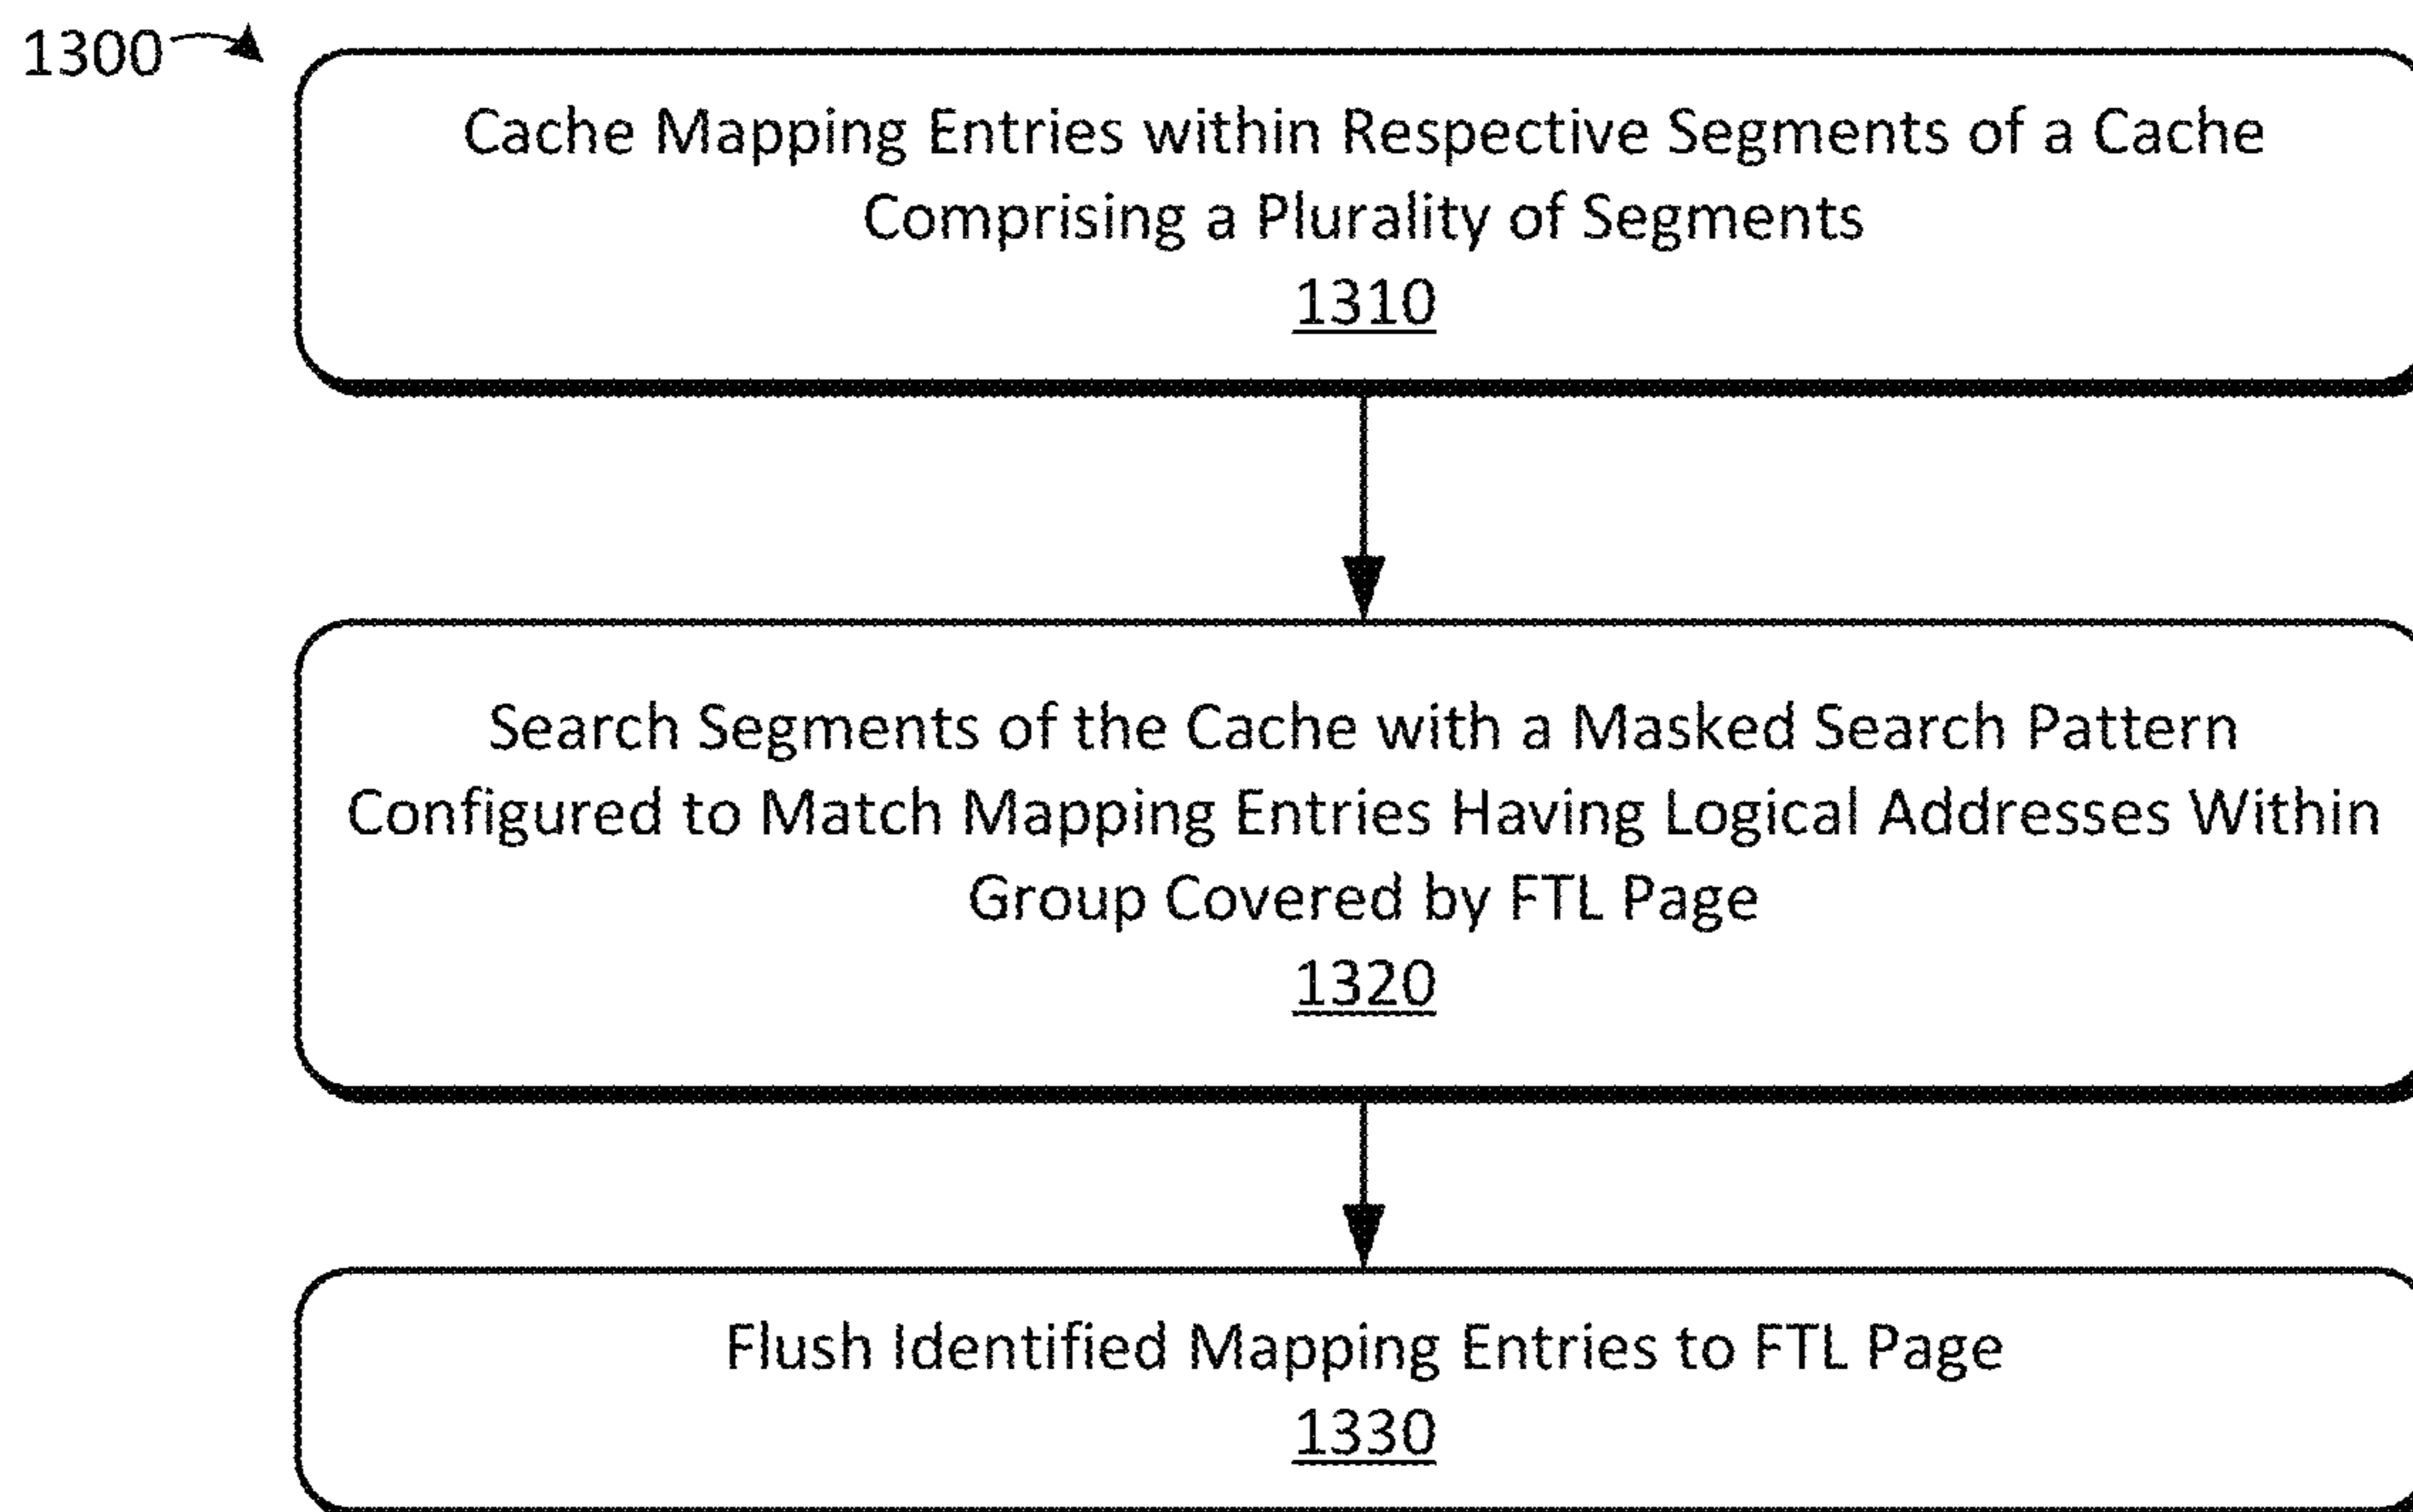 1300
Cache Mapping Entries within Respective Segments of a Cache
Comprising a Plurality of Segments
1310
Search Segments of the Cache with a Masked Search Pattern
Configured to Match Mapping Entries Having Logical Addresses Within
Group Covered by FTL Page
1320
Flush Identified Mapping Entries to FTL Page
1330